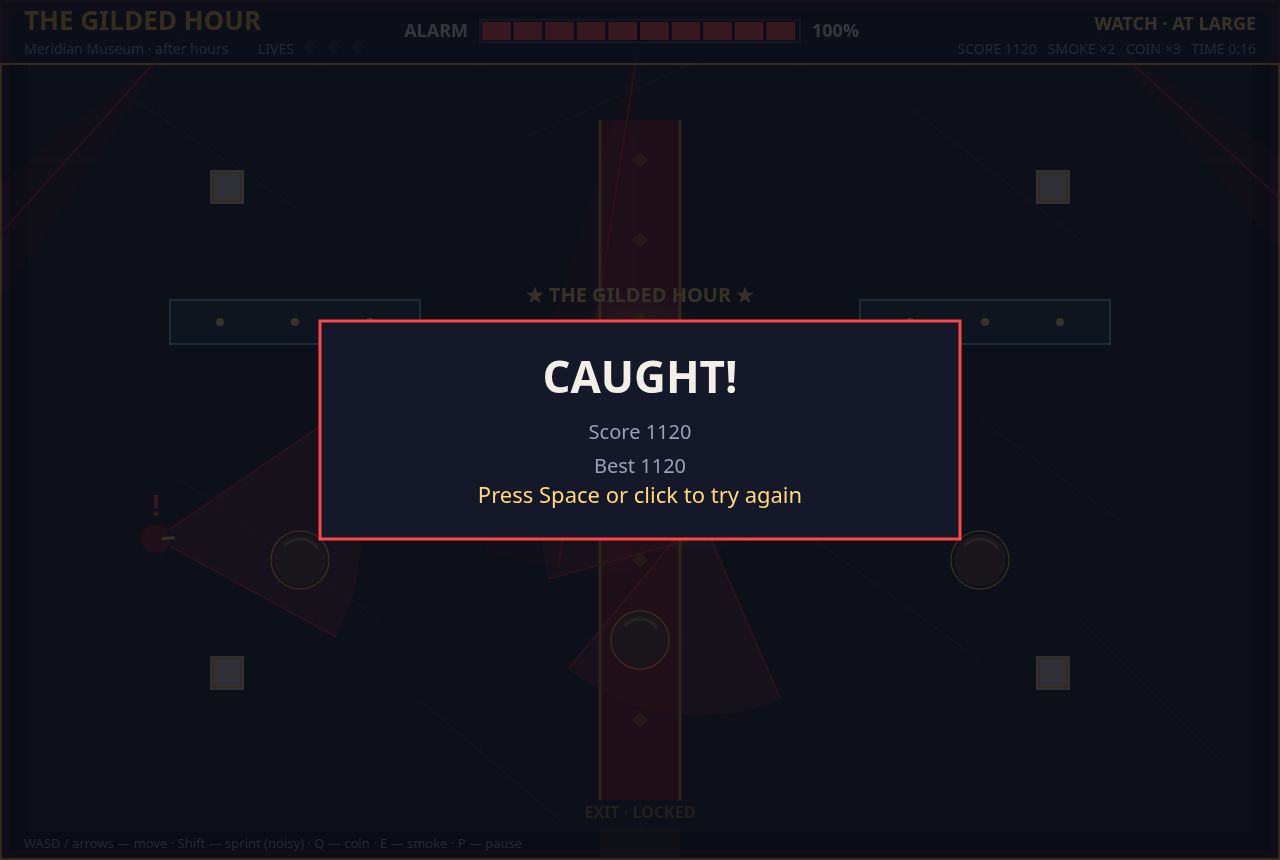 THE GILDED HOUR
Meridian Museum · after hours LIVES
ALARM 100%
WATCH · AT LARGE
SCORE 1120 SMOKE ×2 COIN ×3 TIME 0:16
★ THE GILDED HOUR ★
CAUGHT!
Score 1120
Best 1120
Press Space or click to try again
!
EXIT · LOCKED
WASD / arrows — move · Shift — sprint (noisy) · Q — coin · E — smoke · P — pause